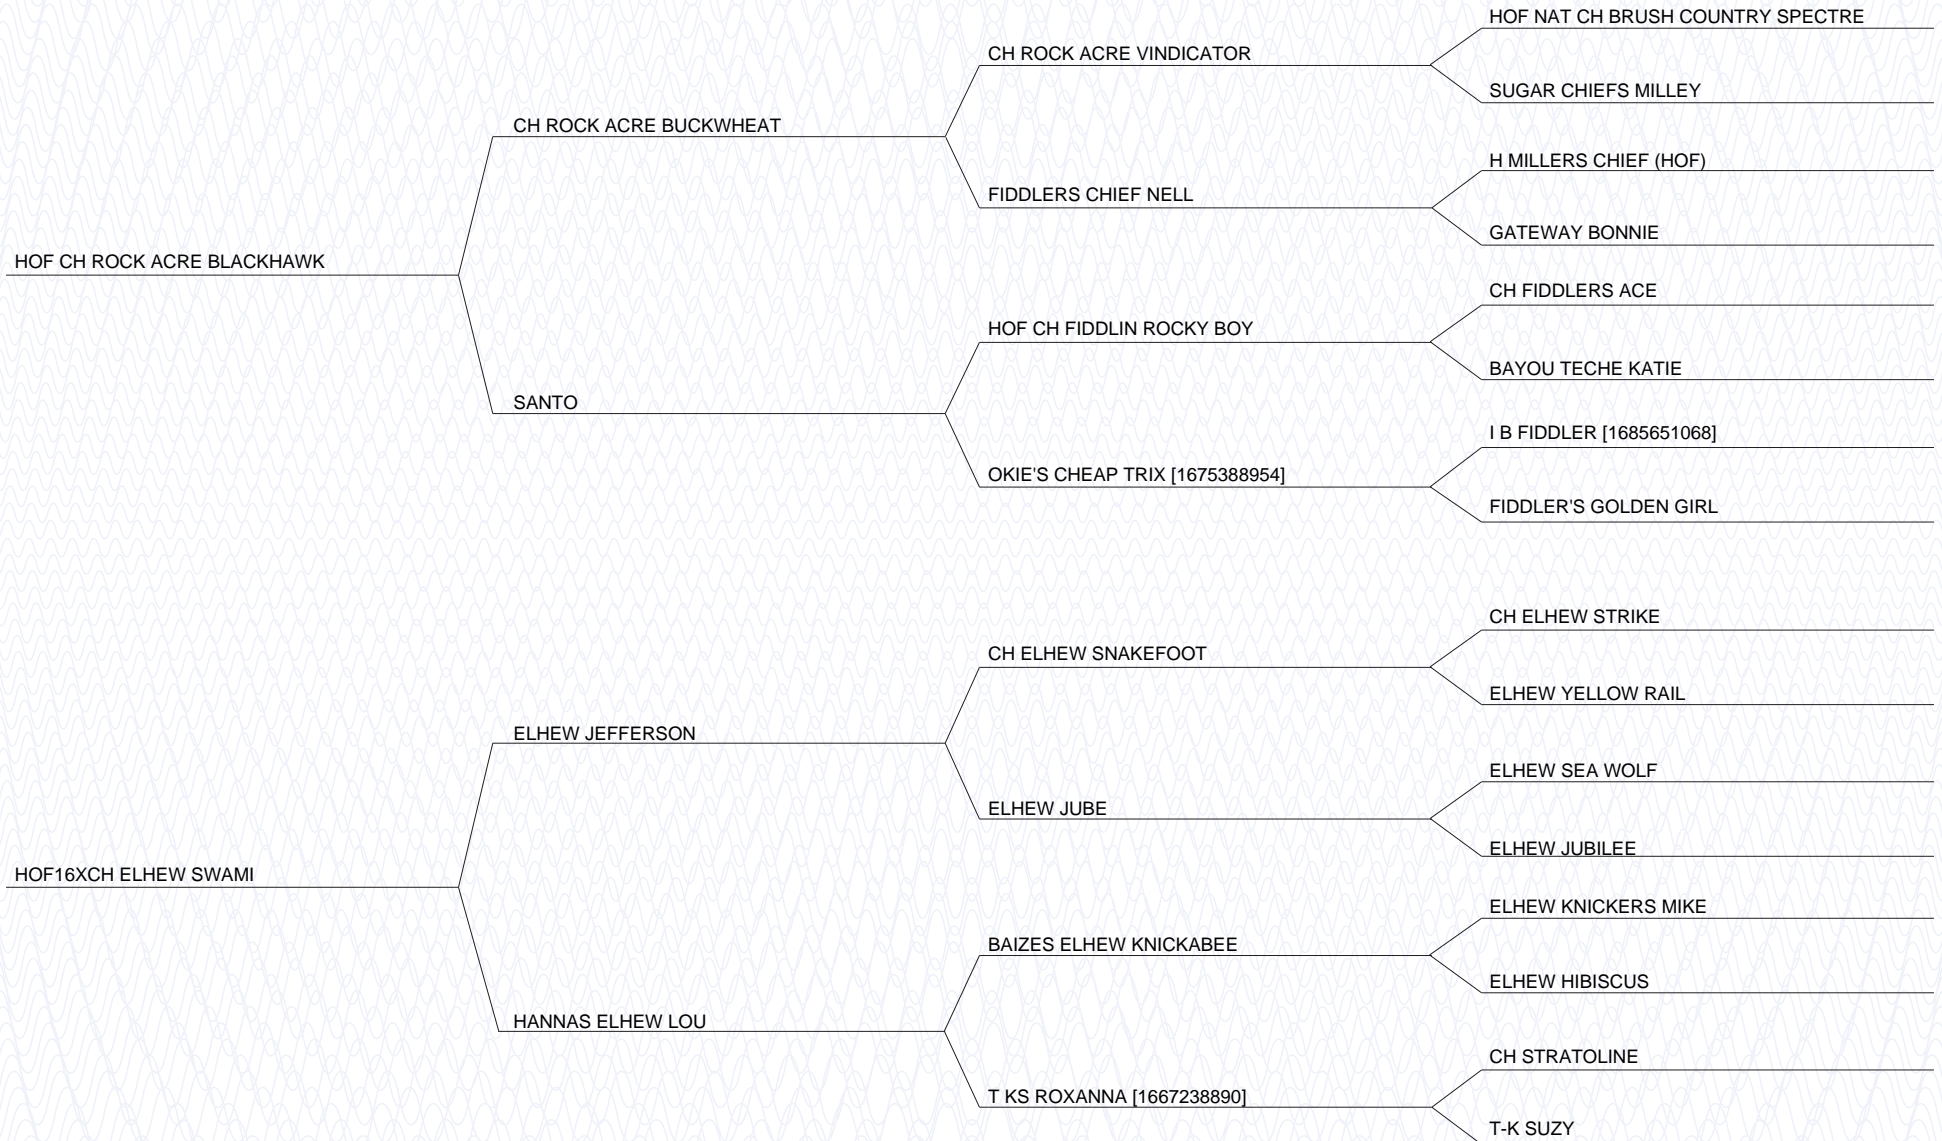 HOF NAT CH BRUSH COUNTRY SPECTRE
CH ROCK ACRE VINDICATOR
SUGAR CHIEFS MILLEY
CH ROCK ACRE BUCKWHEAT
H MILLERS CHIEF (HOF)
FIDDLERS CHIEF NELL
GATEWAY BONNIE
HOF CH ROCK ACRE BLACKHAWK
CH FIDDLERS ACE
HOF CH FIDDLIN ROCKY BOY
BAYOU TECHE KATIE
SANTO
I B FIDDLER [1685651068]
OKIE'S CHEAP TRIX [1675388954]
FIDDLER'S GOLDEN GIRL
CH ELHEW STRIKE
CH ELHEW SNAKEFOOT
ELHEW YELLOW RAIL
ELHEW JEFFERSON
ELHEW SEA WOLF
ELHEW JUBE
ELHEW JUBILEE
HOF16XCH ELHEW SWAMI
ELHEW KNICKERS MIKE
BAIZES ELHEW KNICKABEE
ELHEW HIBISCUS
HANNAS ELHEW LOU
CH STRATOLINE
T KS ROXANNA [1667238890]
T-K SUZY